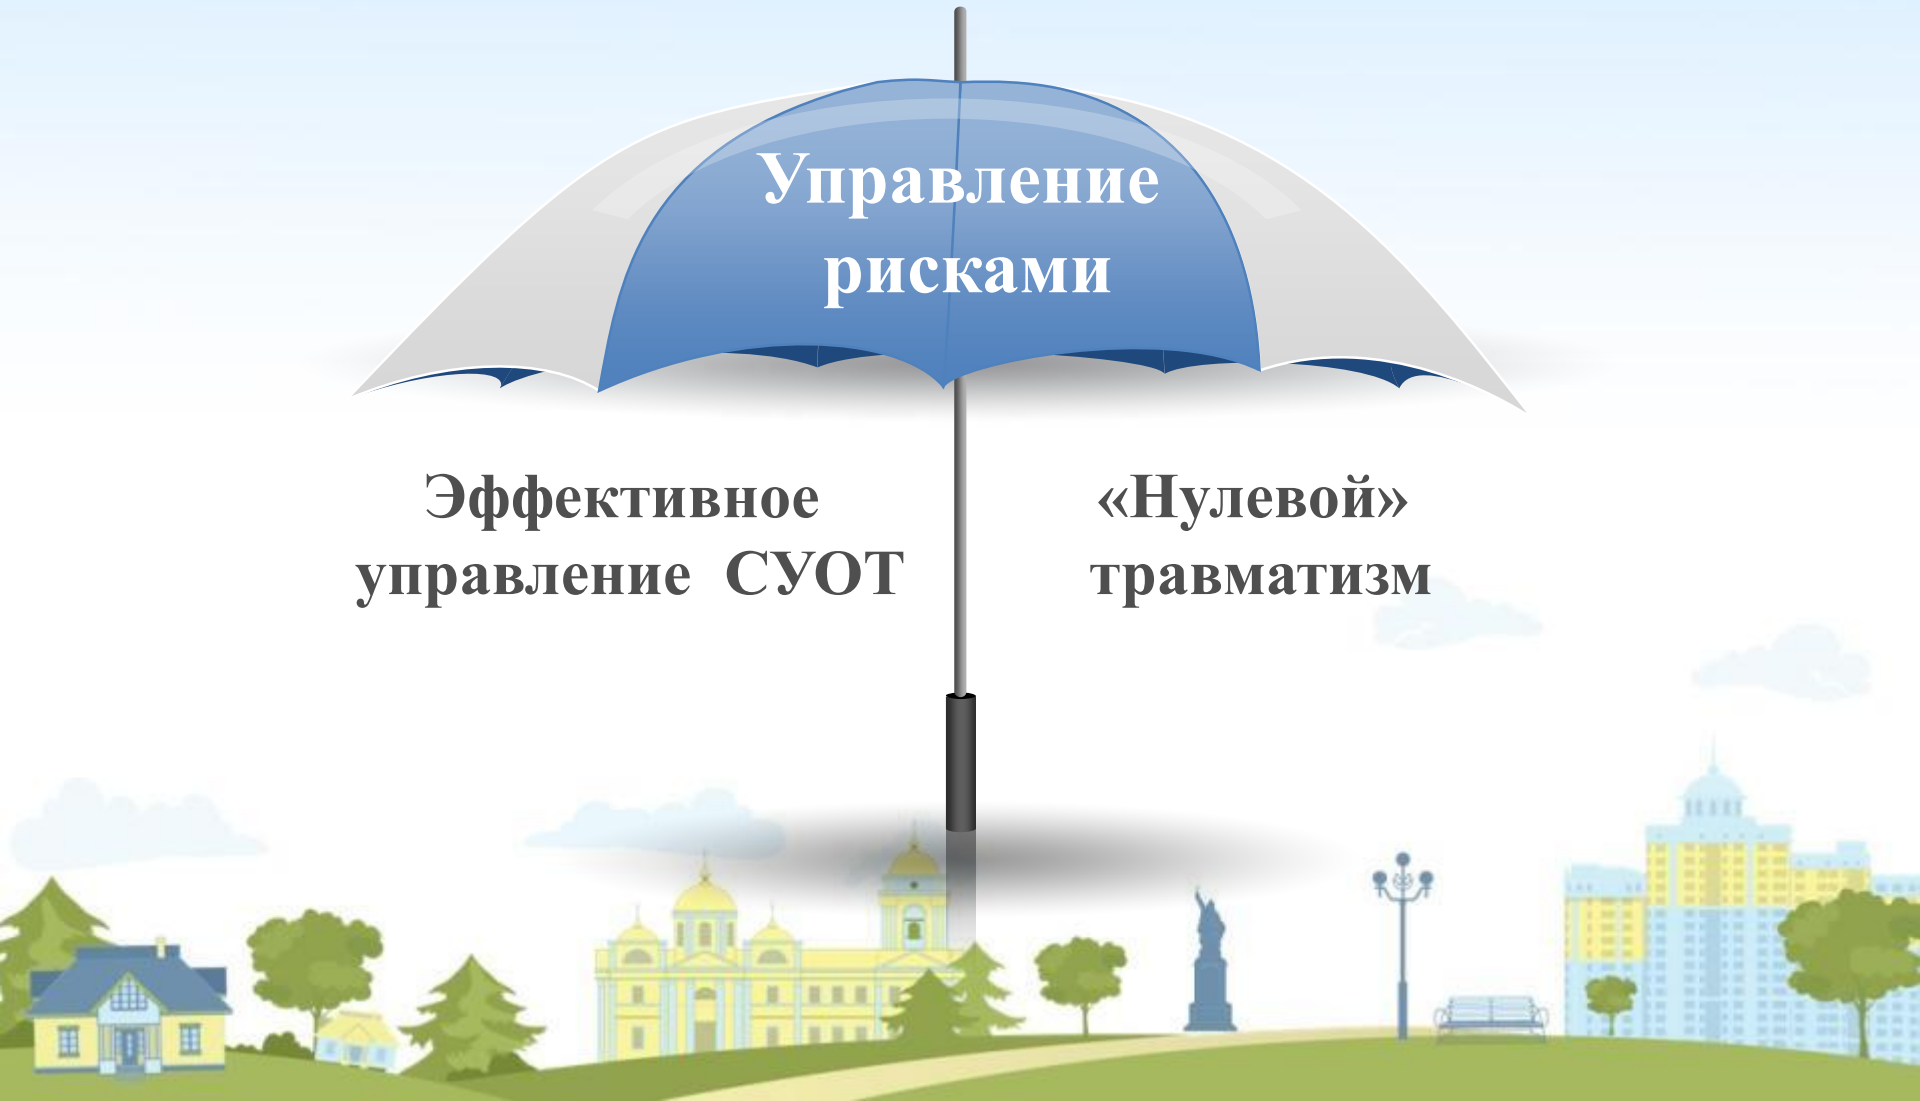 Управление
рисками
Эффективное
управление СУОТ
«Нулевой»
травматизм